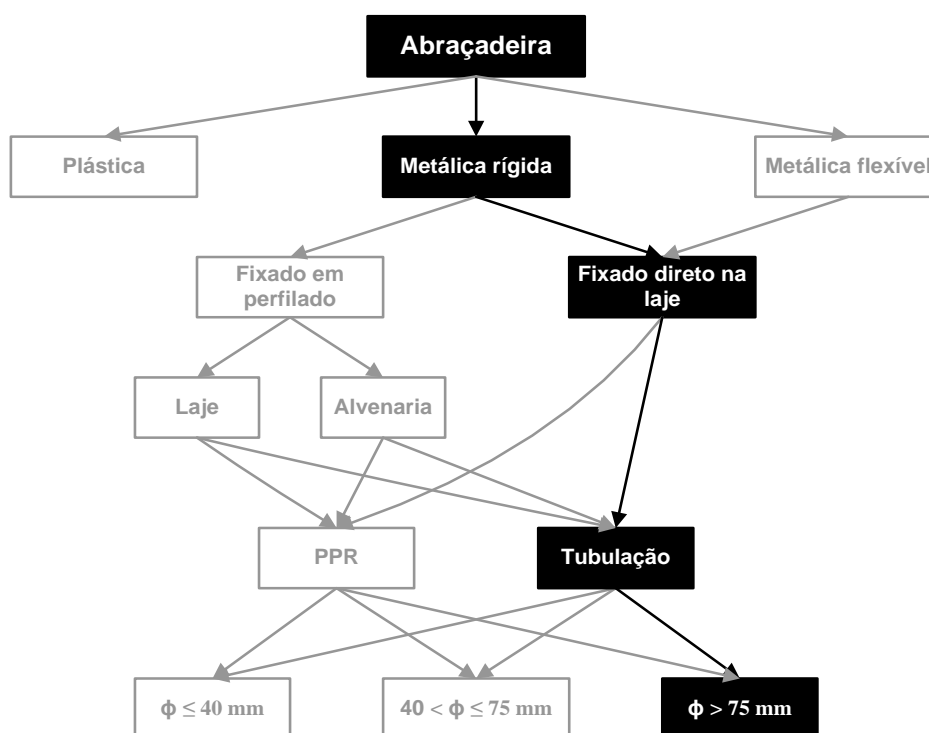 Abraçadeira
Plástica
Metálica rígida
Metálica flexível
Fixado em
perfilado
Fixado direto na
laje
Laje
Alvenaria
PPR
Tubulação
ϕ ≤ 40 mm
40 < ϕ ≤ 75 mm
ϕ > 75 mm